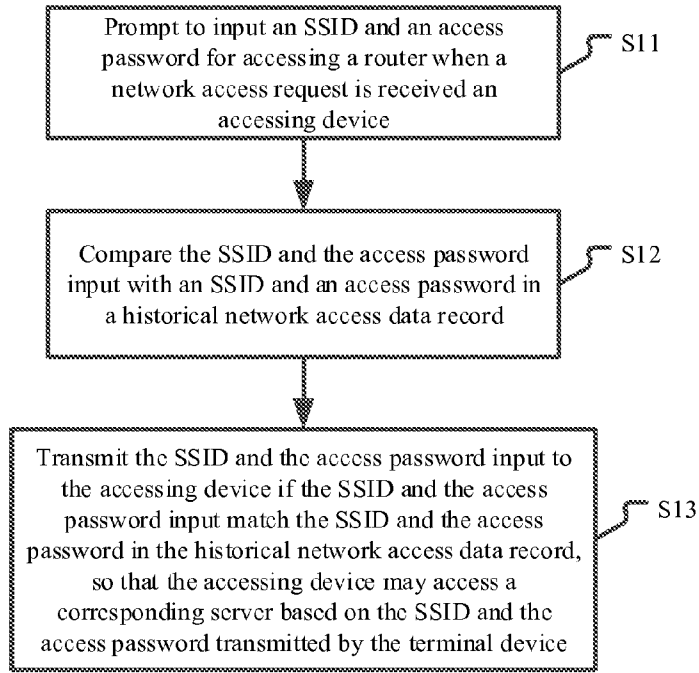 Prompt to input an SSID and an access
password for accessing a router when a
network access request is received an
accessing device
S11
Compare the SSID and the access password
input with an SSID and an access password in
a historical network access data record
S12
Transmit the SSID and the access password input to
the accessing device if the SSID and the access
password input match the SSID and the access
password in the historical network access data record,
so that the accessing device may access a
corresponding server based on the SSID and the
access password transmitted by the terminal device
S13